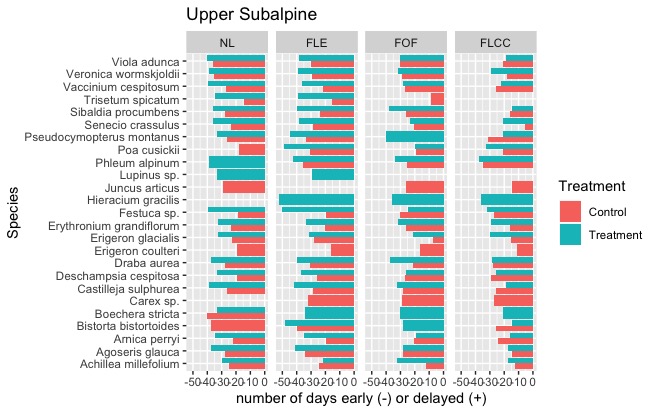 Upper Subalpine
NL FLE FOF FLCC
Viola adunca
Veronica wormskjoldii
Vaccinium cespitosum
Trisetum spicatum
Sibaldia procumbens
Senecio crassulus
Pseudocymopterus montanus
Poa cusickii
Phleum alpinum
Lupinus sp.
Juncus articus
Hieracium gracilis
Festuca sp.
Erythronium grandiflorum
Erigeron glacialis
Erigeron coulteri
Draba aurea
Deschampsia cespitosa
Castilleja sulphurea
Carex sp.
Boechera stricta
Bistorta bistortoides
Arnica perryi
Agoseris glauca
Achillea millefolium
Species
-50 -40 -30 -20 -10 0 -50 -40 -30 -20 -10 0 -50 -40 -30 -20 -10 0 -50 -40 -30 -20 -10 0
number of days early (-) or delayed (+)
Treatment
Control
Treatment